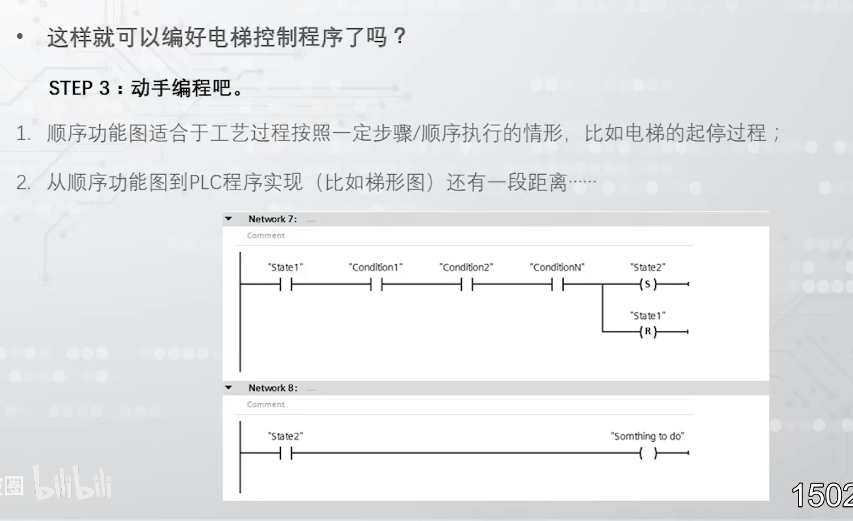 • 这样就可以编好电梯控制程序了吗？
STEP 3：动手编程吧。
1. 顺序功能图适合于工艺过程按照一定步骤/顺序执行的情形，比如电梯的起停过程；
2. 从顺序功能图到PLC程序实现（比如梯形图）还有一段距离……
Network 7: ....
Comment
"State1" "Condition1" "Condition2" "ConditionN" "State2"
S
"State1"
R
Network 8: ....
Comment
"State2" "Somthing to do"
圈 bilibili
1502